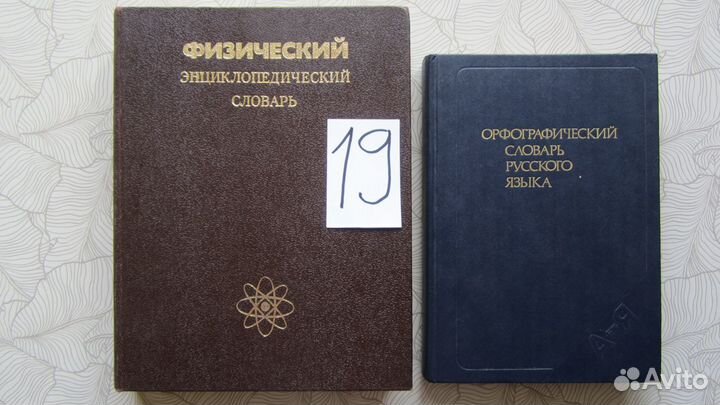 ФИЗИЧЕСКИЙ
ЭНЦИКЛОПЕДИЧЕСКИЙ
СЛОВАРЬ
19
ОРФОГРАФИЧЕСКИЙ
СЛОВАРЬ
РУССКОГО
ЯЗЫКА
А-Я
Avito